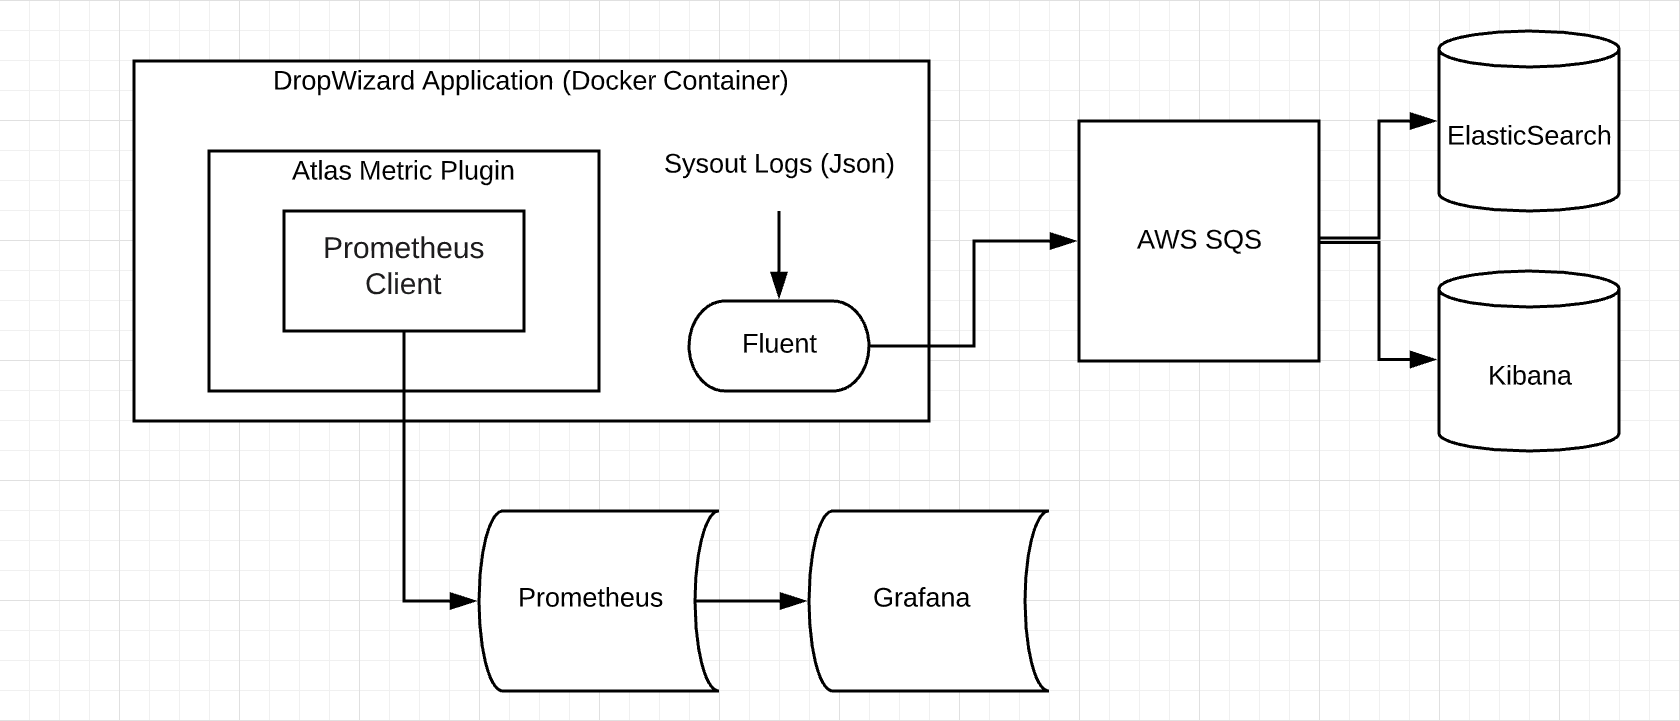 DropWizard Application (Docker Container)
Atlas Metric Plugin
Prometheus
Client
Sysout Logs (Json)
Fluent
AWS SQS
ElasticSearch
Kibana
Prometheus
Grafana